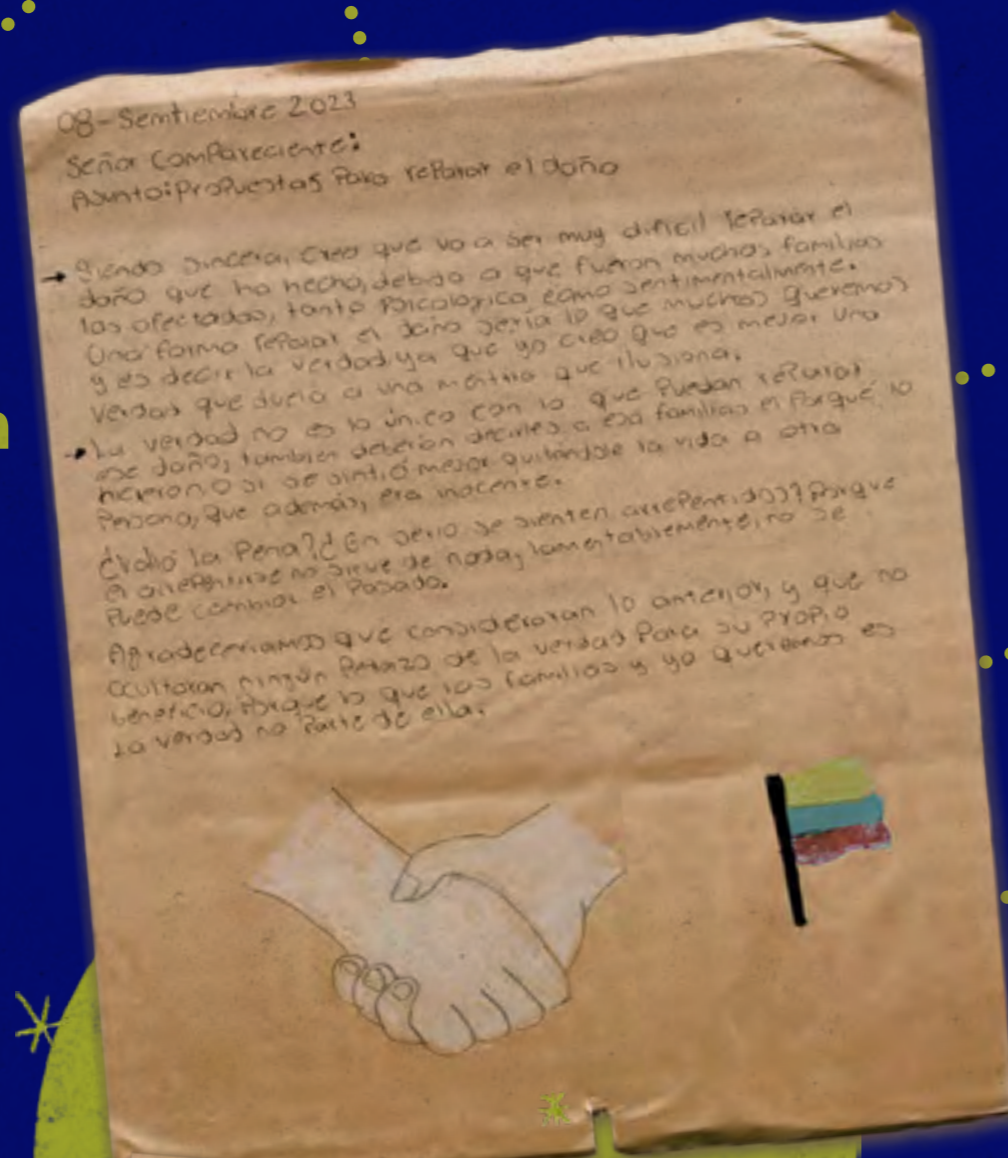 08-Semtiembre 2023
Señor Compareciente:
Asunto: Propuestas Para reParar el daño
→ Siendo sincera, creo que va a ser muy dificil reParar el
daño que ha hecho, debido a que fueron muchas familias
las afectadas, tanto Psicologica como sentimentalmente.
Una forma reParar el daño sería lo que muchos queremos
y es decir la verdad ya que yo creo que es mejor una
verdad que duela a una mentira que ilusiona.
→ La verdad no es lo único con lo que Puedan reParar
ese daño, tambien deberian decirles a esa familias el Porqué lo
hicieron o si se sintió mejor quitandole la vida a otra
Persona, que además, era inocente.
¿Valió la Pena? ¿En serio se sienten arrePentidos? Porque
el arrePentirse no sirve de nada, lamentablemente, no se
Puede cambiar el Pasado.
Agradeceriamos que consideraran lo anterior, y que no
ocultaran ningún Pedazo de la verdad Para su ProPio
beneficio, Porque lo que las familias y yo queremos es
La verdad no Parte de ella.